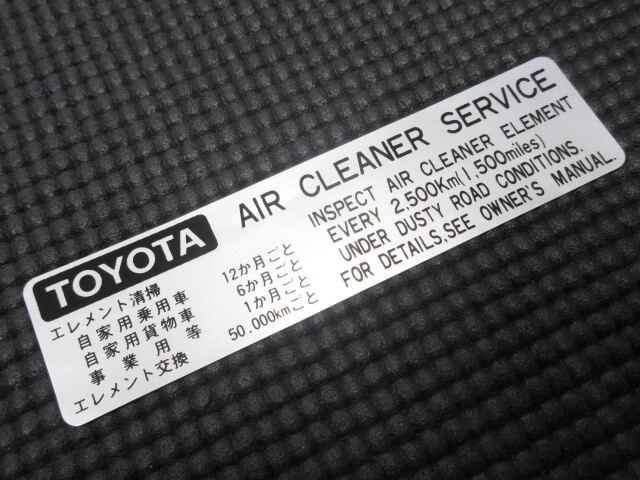 TOYOTA AIR CLEANER SERVICE
エレメント清掃
自家用乗用車 12か月ごと
自家用貨物車 6か月ごと
事業用等 1か月ごと
エレメント交換 50.000kmごと
INSPECT AIR CLEANER ELEMENT
EVERY 2,500Km(1,500miles)
UNDER DUSTY ROAD CONDITIONS.
FOR DETAILS,SEE OWNER'S MANUAL.